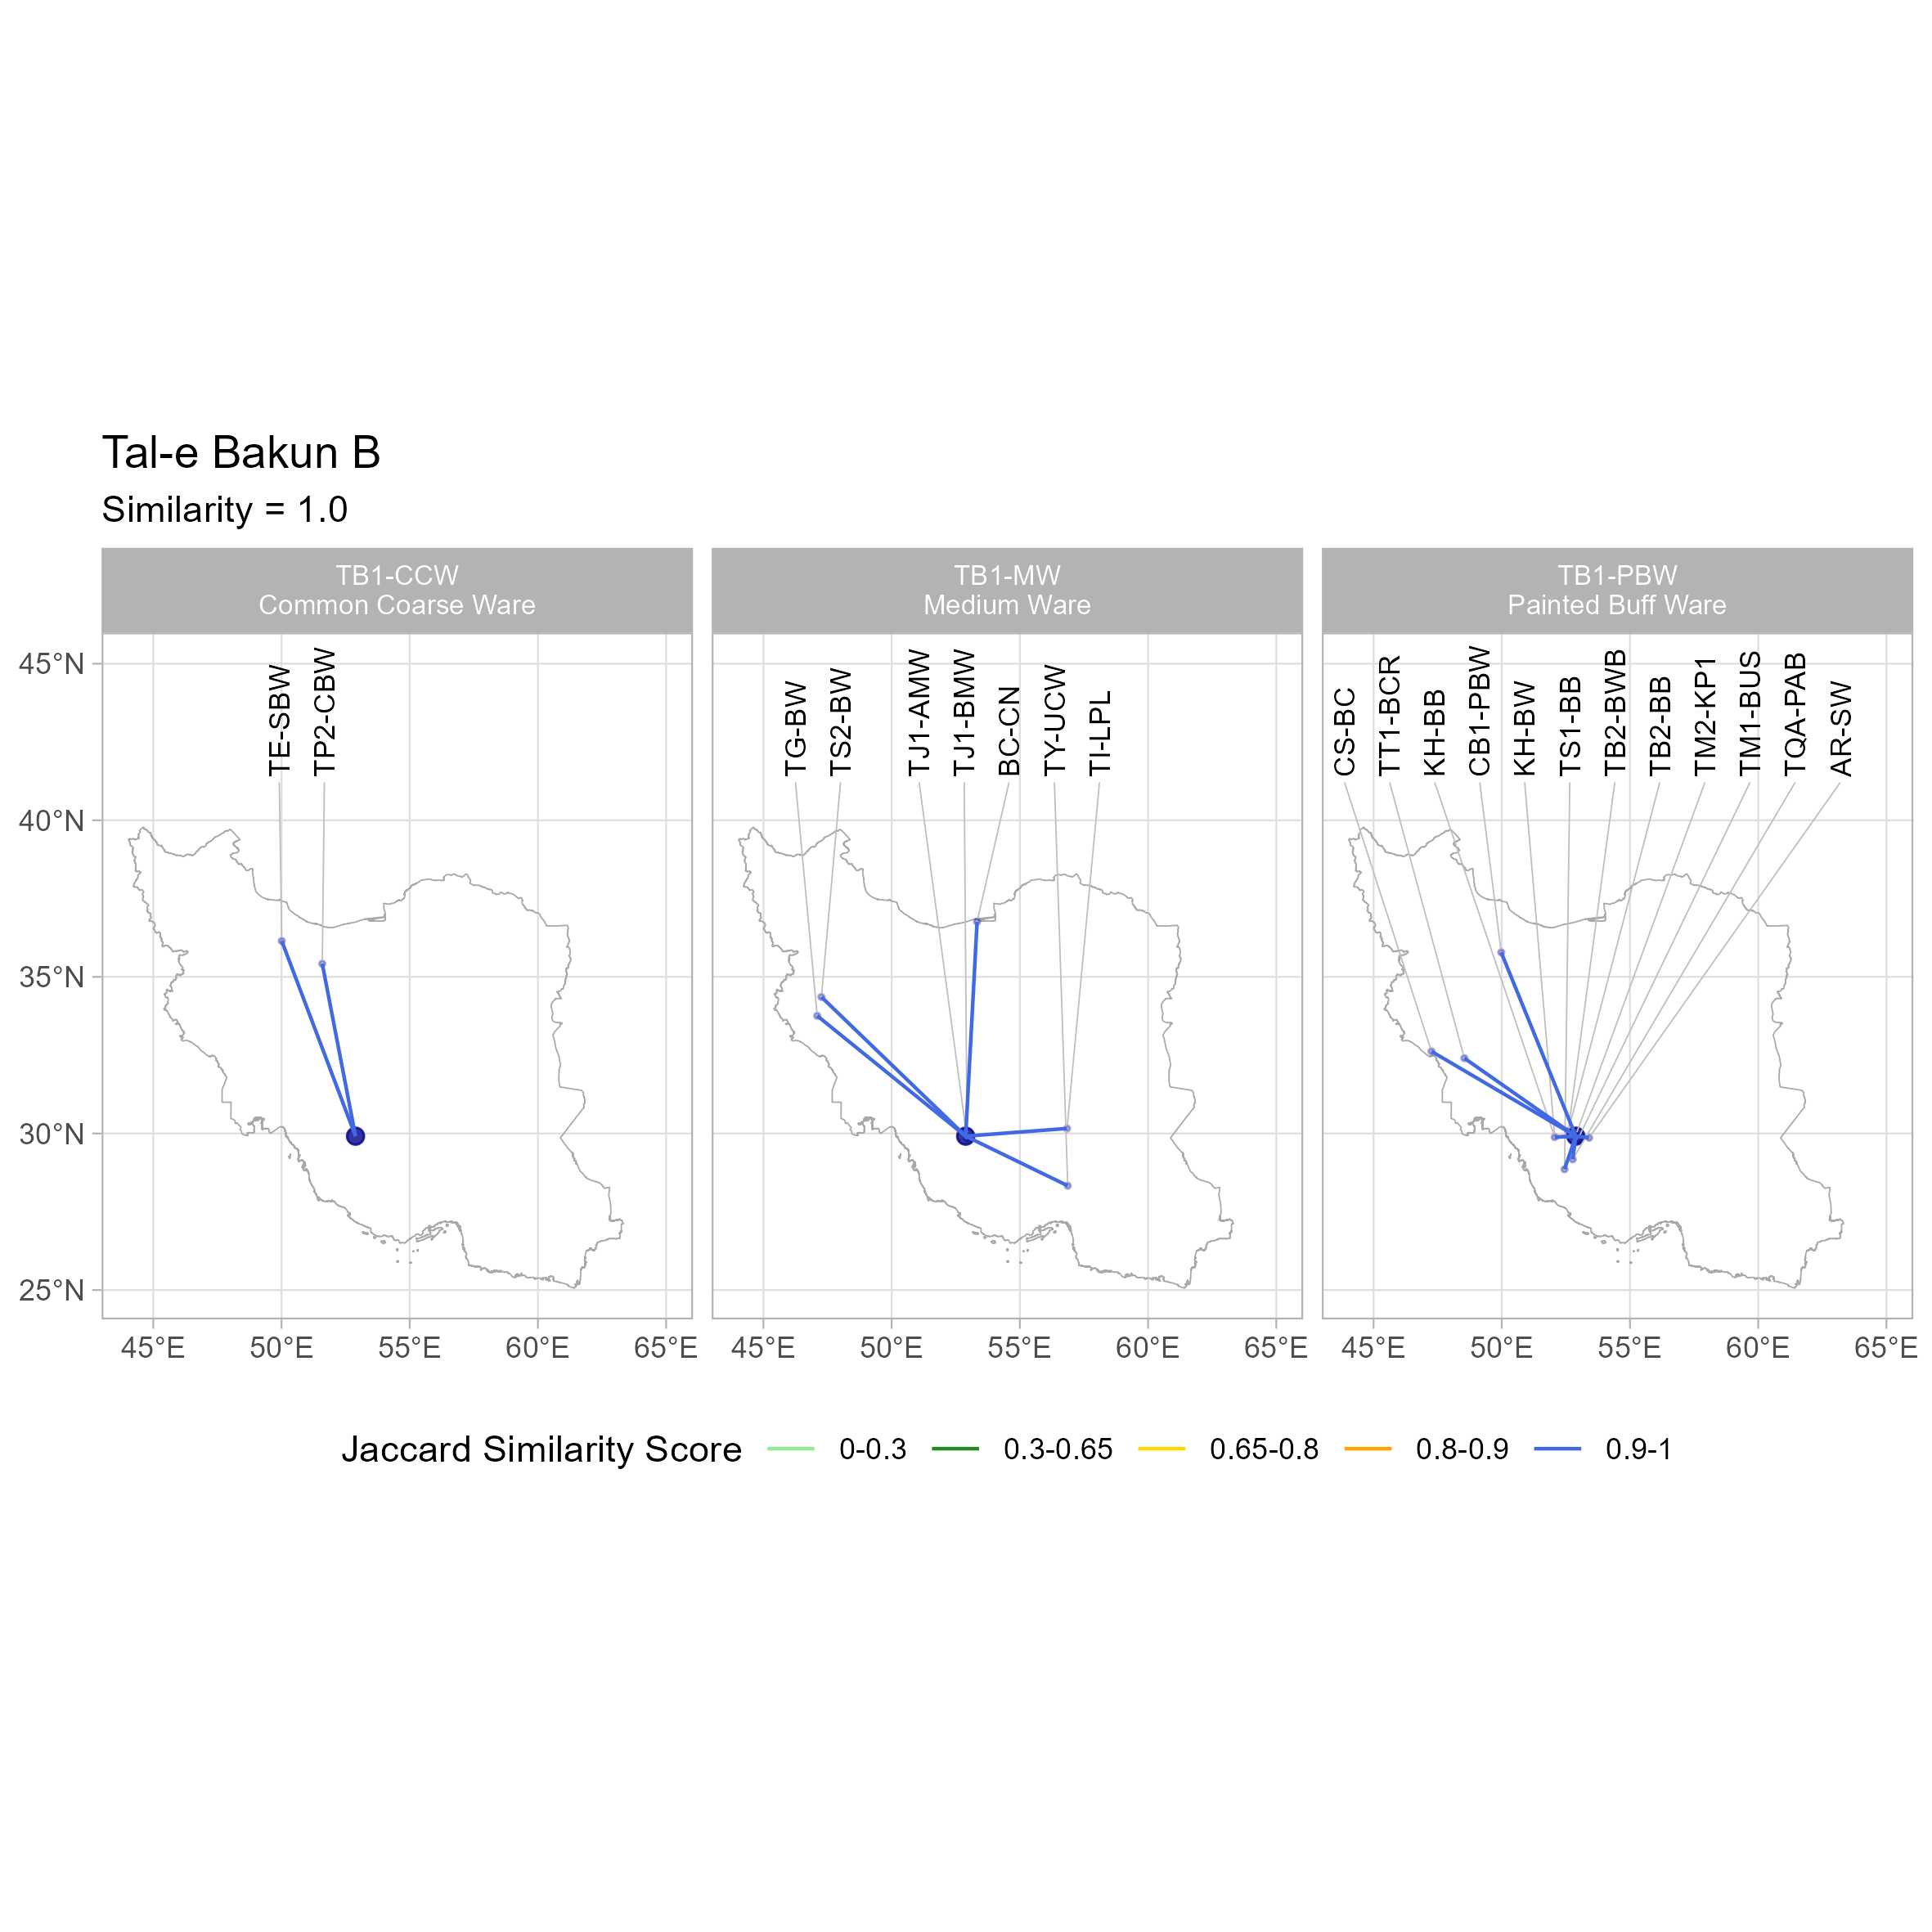 Tal-e Bakun B
Similarity = 1.0
TB1-CCW
Common Coarse Ware
TB1-MW
Medium Ware
TB1-PBW
Painted Buff Ware
TE-SBW
TP2-CBW
TG-BW
TS2-BW
TJ1-AMW
TJ1-BMW
BC-CN
TY-UCW
TI-LPL
CS-BC
TT1-BCR
KH-BB
CB1-PBW
KH-BW
TS1-BB
TB2-BWB
TB2-BB
TM2-KP1
TM1-BUS
TQA-PAB
AR-SW
45°N
40°N
35°N
30°N
25°N
45°E 50°E 55°E 60°E 65°E
45°E 50°E 55°E 60°E 65°E
45°E 50°E 55°E 60°E 65°E
Jaccard Similarity Score 0-0.3 0.3-0.65 0.65-0.8 0.8-0.9 0.9-1